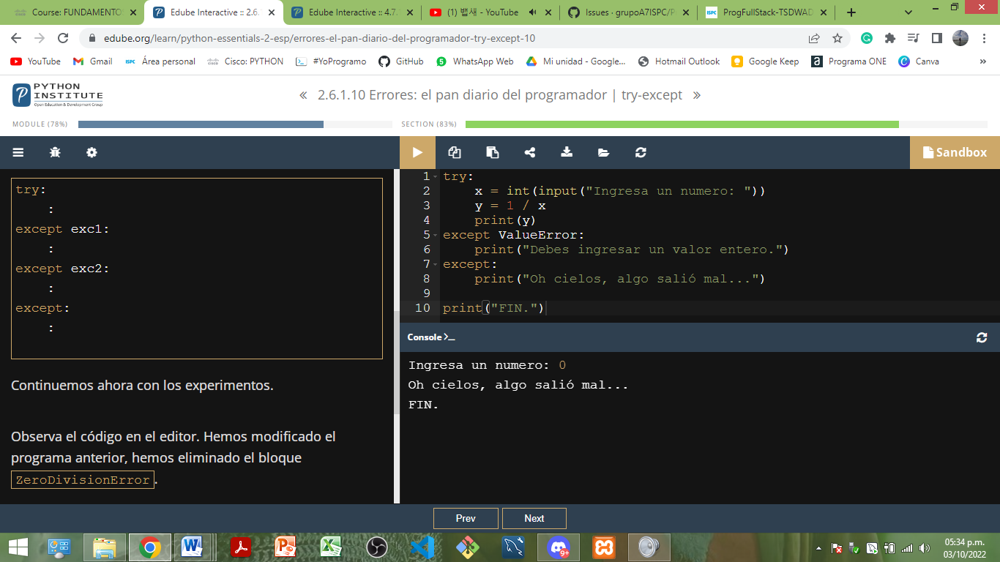 Course: FUNDAMENTO
Edube Interactive :: 2.6.
Edube Interactive :: 4.7.
(1) 뱁새 - YouTube
Issues · grupoA7ISPC/P
ProgFullStack-TSDWAD
edube.org/learn/python-essentials-2-esp/errores-el-pan-diario-del-programador-try-except-10
YouTube
Gmail
ISPC
Área personal
Cisco: PYTHON
#YoProgramo
GitHub
WhatsApp Web
Mi unidad - Google...
Hotmail Outlook
Google Keep
Programa ONE
Canva
»
PYTHON
INSTITUTE
Open Education & Development Group
« 2.6.1.10 Errores: el pan diario del programador | try-except »
MODULE (78%)
SECTION (83%)
Sandbox
try:
:
except exc1:
:
except exc2:
:
except:
:
Continuemos ahora con los experimentos.
Observa el código en el editor. Hemos modificado el
programa anterior, hemos eliminado el bloque
ZeroDivisionError.
1 try:
2 x = int(input("Ingresa un numero: "))
3 y = 1 / x
4 print(y)
5 except ValueError:
6 print("Debes ingresar un valor entero.")
7 except:
8 print("Oh cielos, algo salió mal...")
9
10 print("FIN.")
Console
Ingresa un numero: 0
Oh cielos, algo salió mal...
FIN.
Prev
Next
9+
05:34 p.m.
03/10/2022